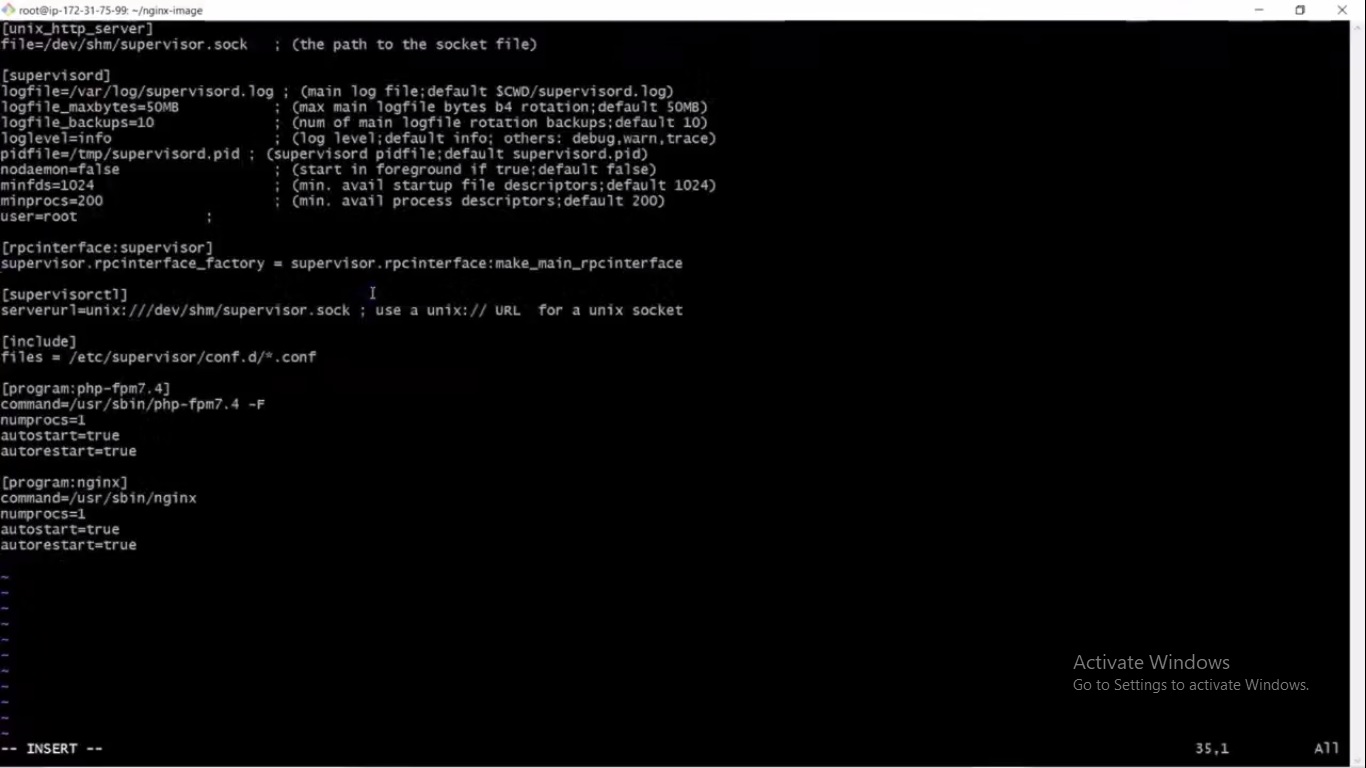 root@ip-172-31-75-99: ~/nginx-image
[unix_http_server]
file=/dev/shm/supervisor.sock   ; (the path to the socket file)

[supervisord]
logfile=/var/log/supervisord.log ; (main log file;default $CWD/supervisord.log)
logfile_maxbytes=50MB           ; (max main logfile bytes b4 rotation;default 50MB)
logfile_backups=10              ; (num of main logfile rotation backups;default 10)
loglevel=info                   ; (log level;default info; others: debug,warn,trace)
pidfile=/tmp/supervisord.pid ; (supervisord pidfile;default supervisord.pid)
nodaemon=false                  ; (start in foreground if true;default false)
minfds=1024                     ; (min. avail startup file descriptors;default 1024)
minprocs=200                    ; (min. avail process descriptors;default 200)
user=root               ;

[rpcinterface:supervisor]
supervisor.rpcinterface_factory = supervisor.rpcinterface:make_main_rpcinterface

[supervisorctl]
serverurl=unix:///dev/shm/supervisor.sock ; use a unix:// URL  for a unix socket

[include]
files = /etc/supervisor/conf.d/*.conf

[program:php-fpm7.4]
command=/usr/sbin/php-fpm7.4 -F
numprocs=1
autostart=true
autorestart=true

[program:nginx]
command=/usr/sbin/nginx
numprocs=1
autostart=true
autorestart=true

~
~
~
~
~
~
~
~
~
~
~
Activate Windows
Go to Settings to activate Windows.
-- INSERT --                    35,1          All